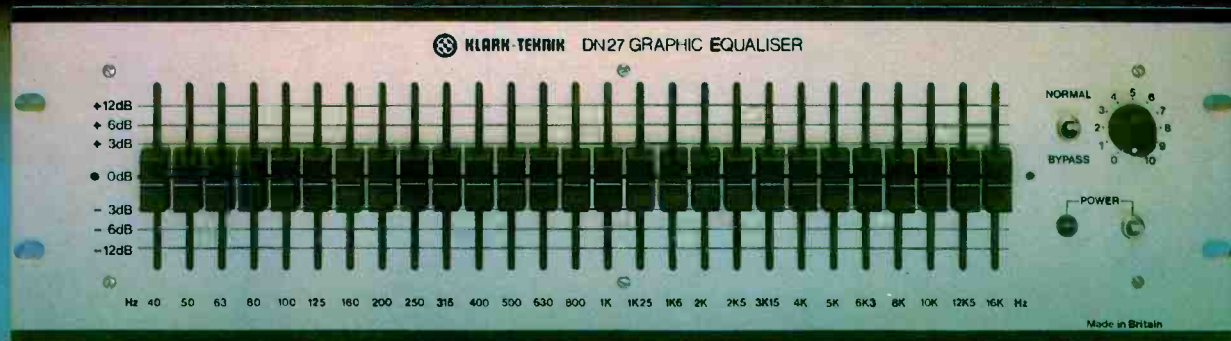 KLARK-TEKNIK DN27 GRAPHIC EQUALISER
+12dB
+ 6dB
+ 3dB
0dB
- 3dB
- 6dB
-12dB
Hz 40 50 63 80 100 125 160 200 250 315 400 500 630 800 1K 1K25 1K6 2K 2K5 3K15 4K 5K 6K3 8K 10K 12K5 16K Hz
NORMAL
BYPASS
0 1 2 3 4 5 6 7 8 9 10
POWER
Made in Britain